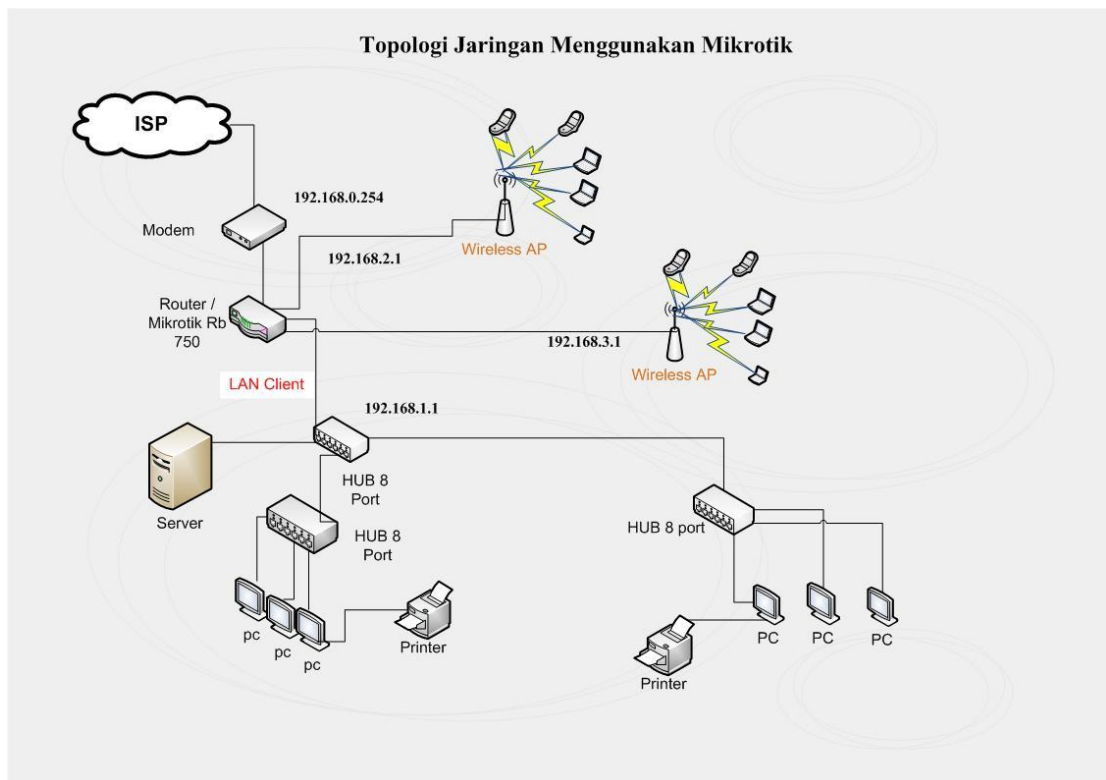 Topologi Jaringan Menggunakan Mikrotik
ISP
192.168.0.254
Modem
Wireless AP
192.168.2.1
Router /
Mikrotik Rb
750
192.168.3.1
Wireless AP
LAN Client
192.168.1.1
HUB 8
Port
Server
HUB 8 port
HUB 8
Port
pc
pc
pc
Printer
PC
PC
PC
Printer